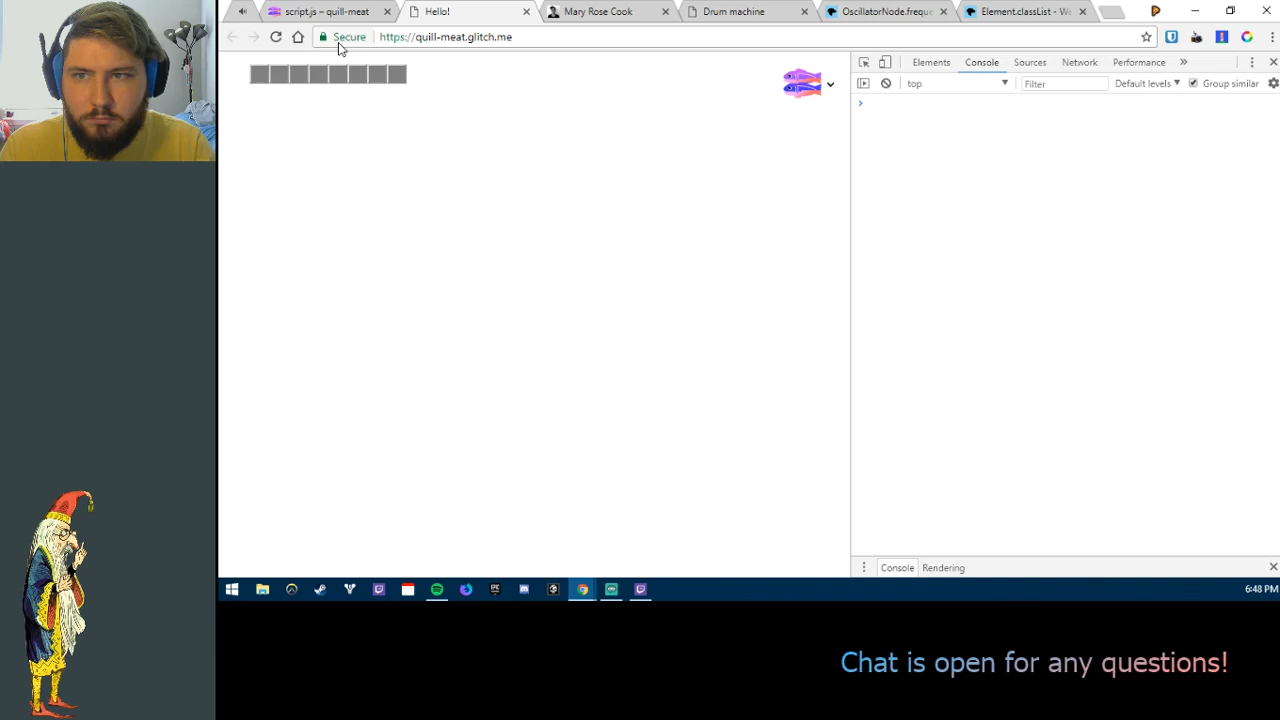 script.js – quill-meat
Hello!
Mary Rose Cook
Drum machine
OscillatorNode.freque
Element.classList - We
Secure
https://quill-meat.glitch.me
Elements
Console
Sources
Network
Performance
top
Filter
Default levels
Group similar
Console
Rendering
6:48 PM
Chat is open for any questions!